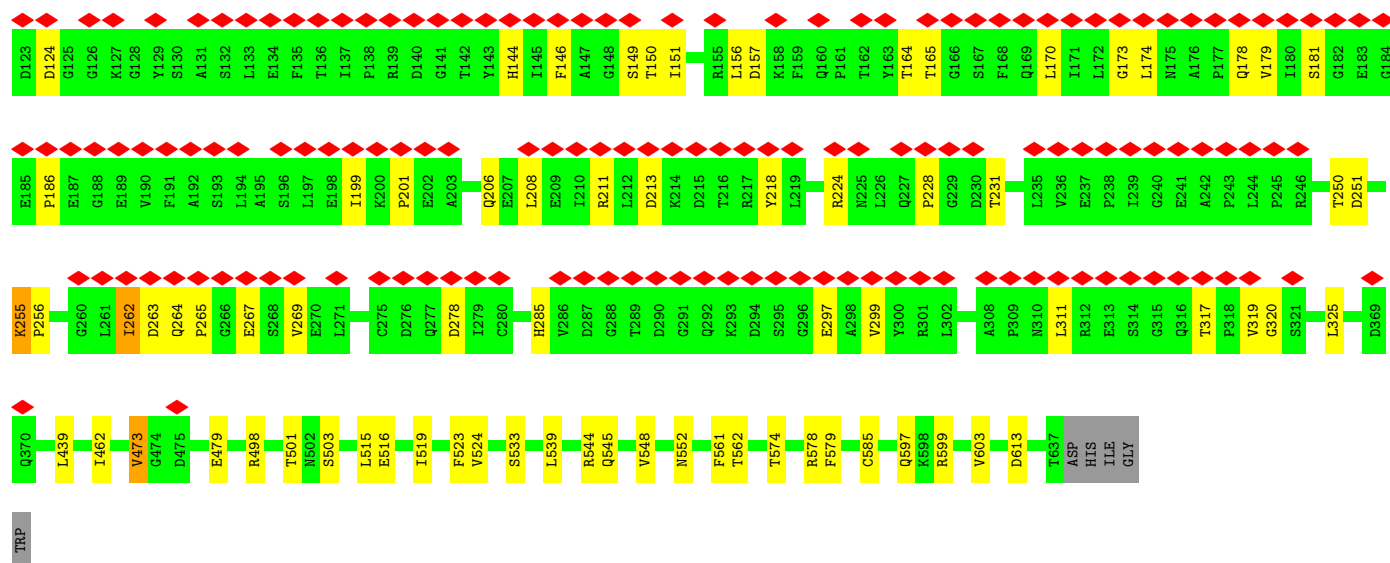 D123 D124 G125 G126 K127 G128 Y129 S130 A131 S132 L133 E134 F135 T136 I137 P138 R139 D140 G141 T142 Y143 H144 I145 F146 A147 G148 S149 T150 I151 R155 L156 D157 K158 F159 Q160 P161 T162 Y163 T164 T165 G166 S167 F168 Q169 L170 I171 L172 G173 L174 N175 A176 P177 Q178 V179 I180 S181 G182 E183 G184
E185 P186 E187 G188 E189 V190 F191 A192 S193 L194 A195 S196 L197 E198 I199 K200 P201 E202 A203 Q206 E207 L208 E209 I210 R211 L212 D213 K214 D215 T216 R217 Y218 L219 R224 N225 L226 Q227 P228 G229 D230 T231 L235 V236 E237 P238 I239 G240 E241 A242 P243 L244 P245 R246 T250 D251
K255 P256 G260 L261 I262 D263 Q264 P265 G266 E267 S268 V269 E270 L271 C275 D276 Q277 D278 I279 C280 H285 V286 D287 G288 T289 D290 G291 Q292 K293 D294 S295 G296 E297 A298 V299 Y300 R301 L302 A308 P309 N310 L311 R312 E313 S314 G315 Q316 T317 P318 V319 G320 S321 L325 D369
Q370 L439 I462 V473 G474 D475 E479 R498 T501 N502 S503 L515 E516 I519 F523 V524 S533 L539 R544 Q545 V548 N552 F561 T562 T574 R578 F579 C585 Q597 K598 R599 V603 D613 T637 ASP HIS ILE GLY
TRP